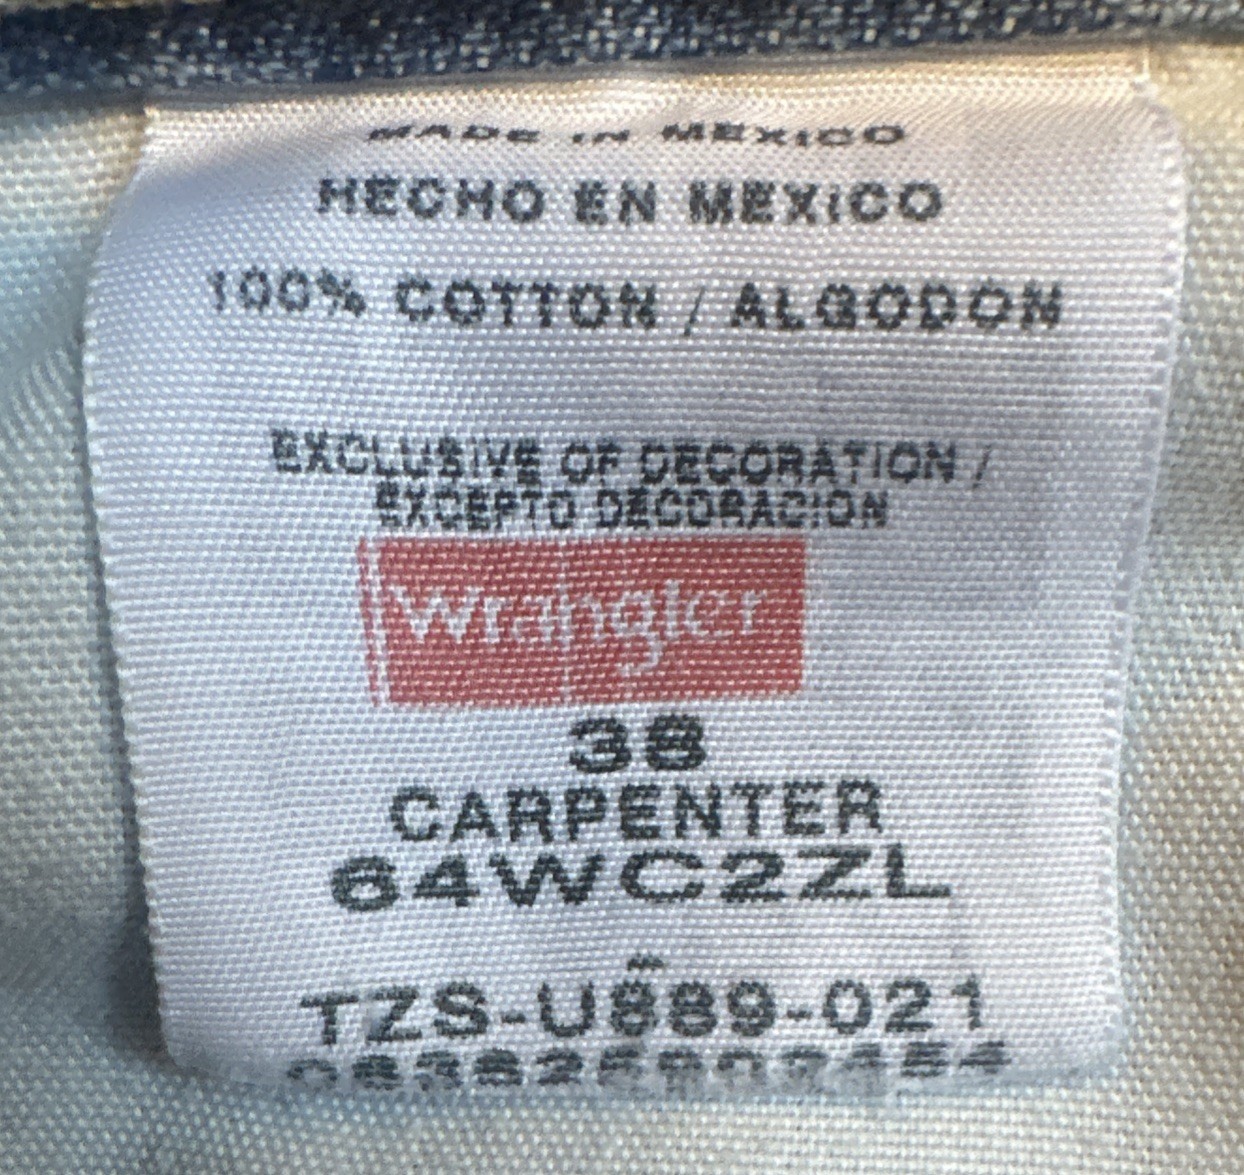 MADE IN MEXICO
HECHO EN MEXICO
100% COTTON / ALGODON
EXCLUSIVE OF DECORATION /
EXCEPTO DECORACION
Wrangler
38
CARPENTER
64WC2ZL
TZS-U889-021